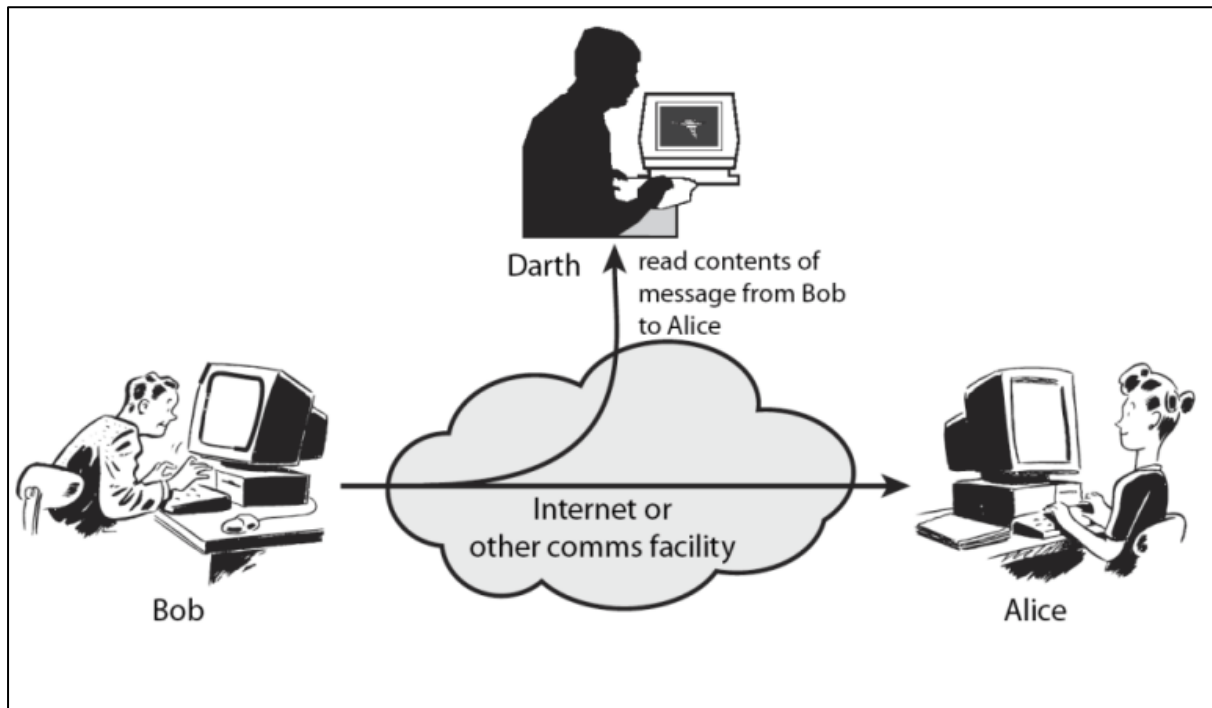 Darth
read contents of
message from Bob
to Alice
Internet or
other comms facility
Bob
Alice